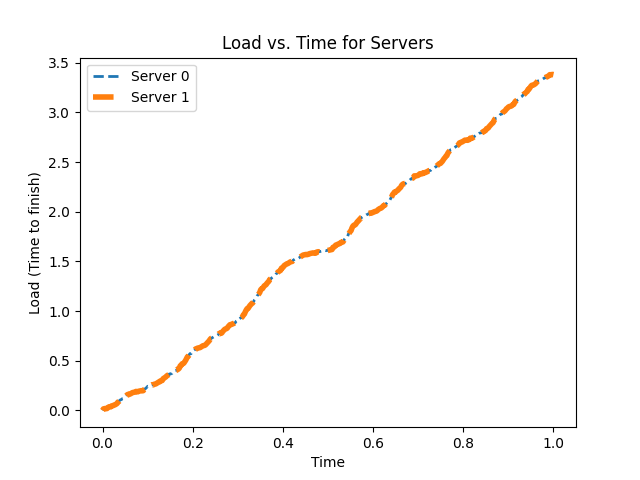 Load vs. Time for Servers
Server 0
Server 1
Load (Time to finish)
3.5
3.0
2.5
2.0
1.5
1.0
0.5
0.0
0.0 0.2 0.4 0.6 0.8 1.0
Time